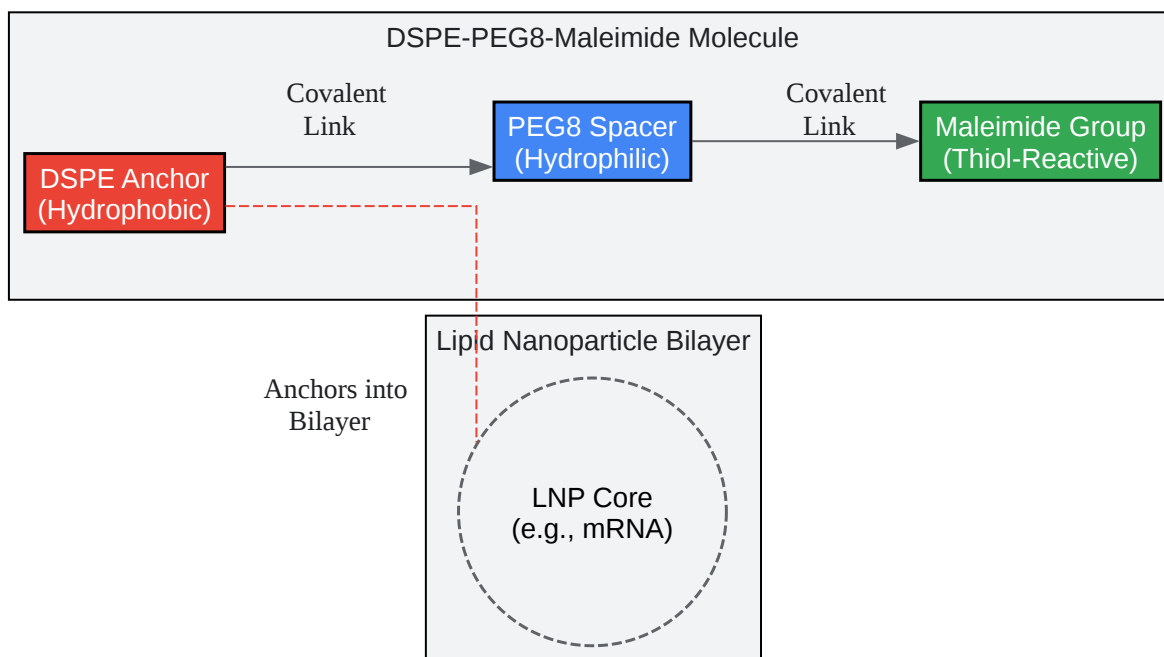 DSPE-PEG8-Maleimide Molecule
Covalent
Link
Covalent
Link
PEG8 Spacer
(Hydrophilic)
Maleimide Group
(Thiol-Reactive)
DSPE Anchor
(Hydrophobic)
Lipid Nanoparticle Bilayer
Anchors into
Bilayer
LNP Core
(e.g., mRNA)